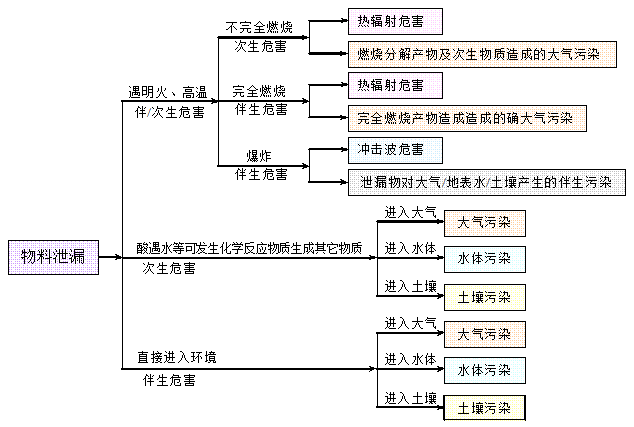 物料泄漏
遇明火、高温
伴/次生危害
不完全燃烧
次生危害
热辐射危害
燃烧分解产物及次生物质造成的大气污染
完全燃烧
伴生危害
热辐射危害
完全燃烧产物造成造成的确大气污染
爆炸
伴生危害
冲击波危害
泄漏物对大气/地表水/土壤产生的伴生污染
酸遇水等可发生化学反应物质生成其它物质
次生危害
进入大气
大气污染
进入水体
水体污染
进入土壤
土壤污染
直接进入环境
伴生危害
进入大气
大气污染
进入水体
水体污染
进入土壤
土壤污染